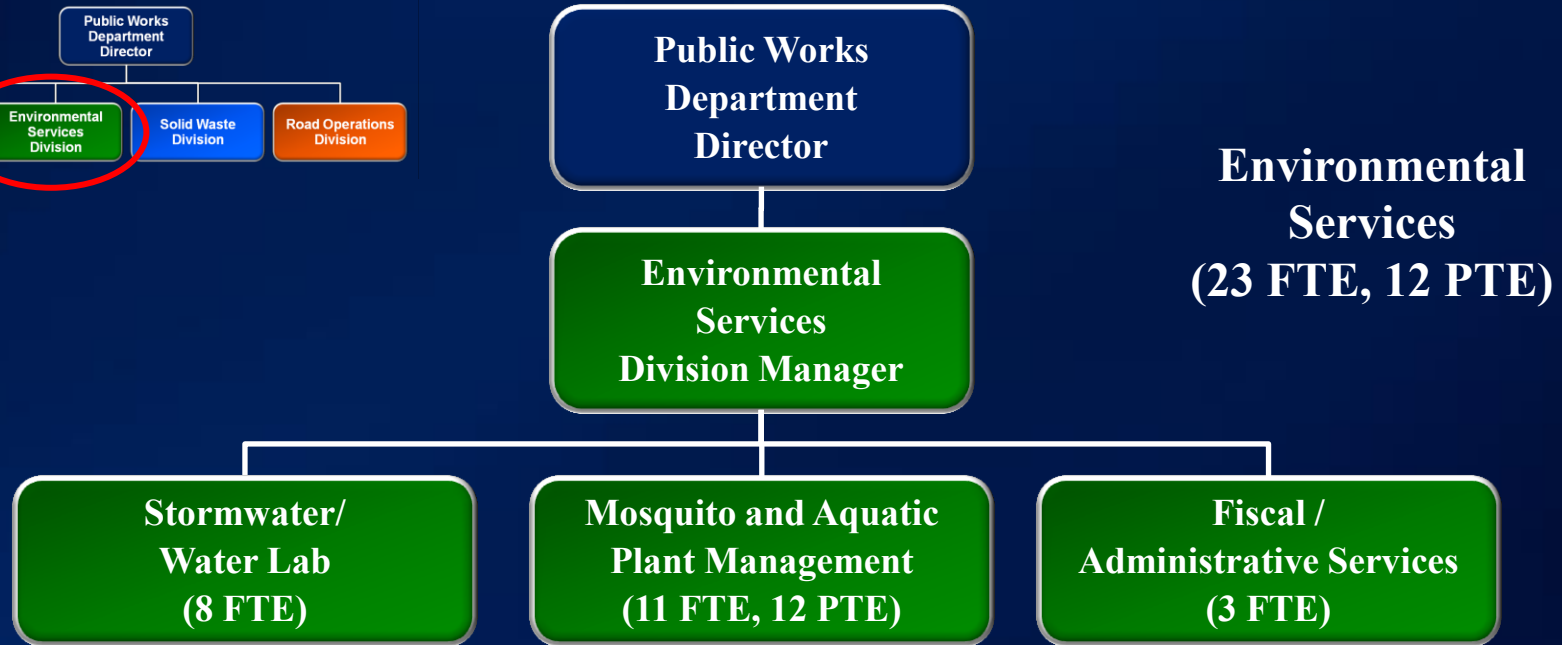 Public Works
Department
Director
Environmental
Services
Division
Solid Waste
Division
Road Operations
Division
Public Works
Department
Director
Environmental
Services
(23 FTE, 12 PTE)
Environmental
Services
Division Manager
Stormwater/
Water Lab
(8 FTE)
Mosquito and Aquatic
Plant Management
(11 FTE, 12 PTE)
Fiscal /
Administrative Services
(3 FTE)